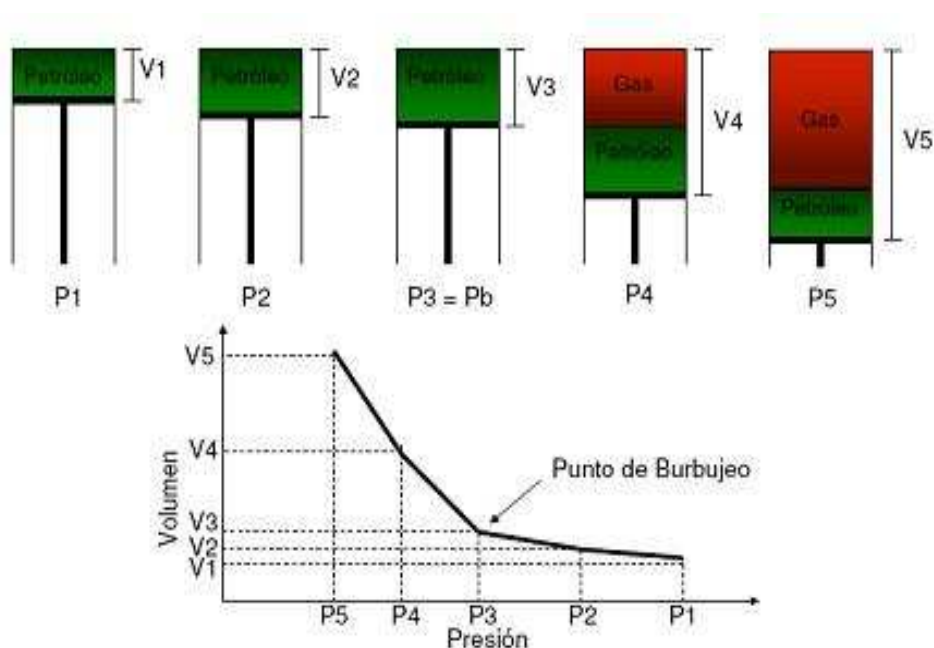 Petróleo
V1
Petróleo
V2
Petróleo
V3
Gas
Petróleo
V4
Gas
Petróleo
V5
P1
P2
P3 = Pb
P4
P5
Volumen
V5
V4
V3
V2
V1
Punto de Burbujeo
P5 P4 P3 P2 P1
Presión